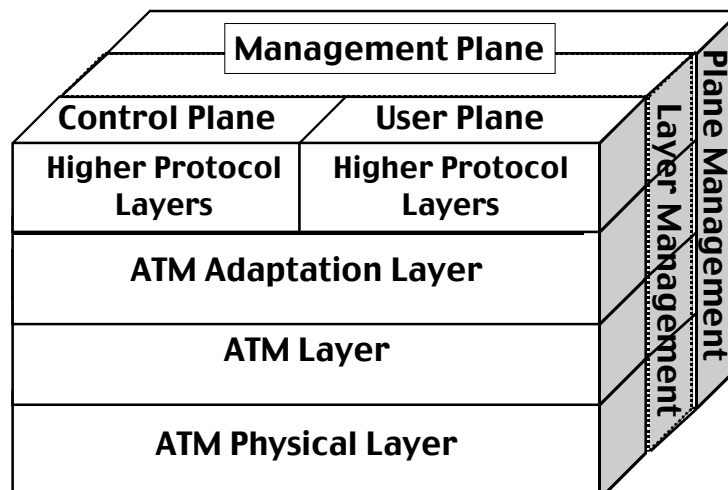 Management Plane
Control Plane
User Plane
Higher Protocol
Layers
Higher Protocol
Layers
ATM Adaptation Layer
ATM Layer
ATM Physical Layer
Layer Management
Plane Management